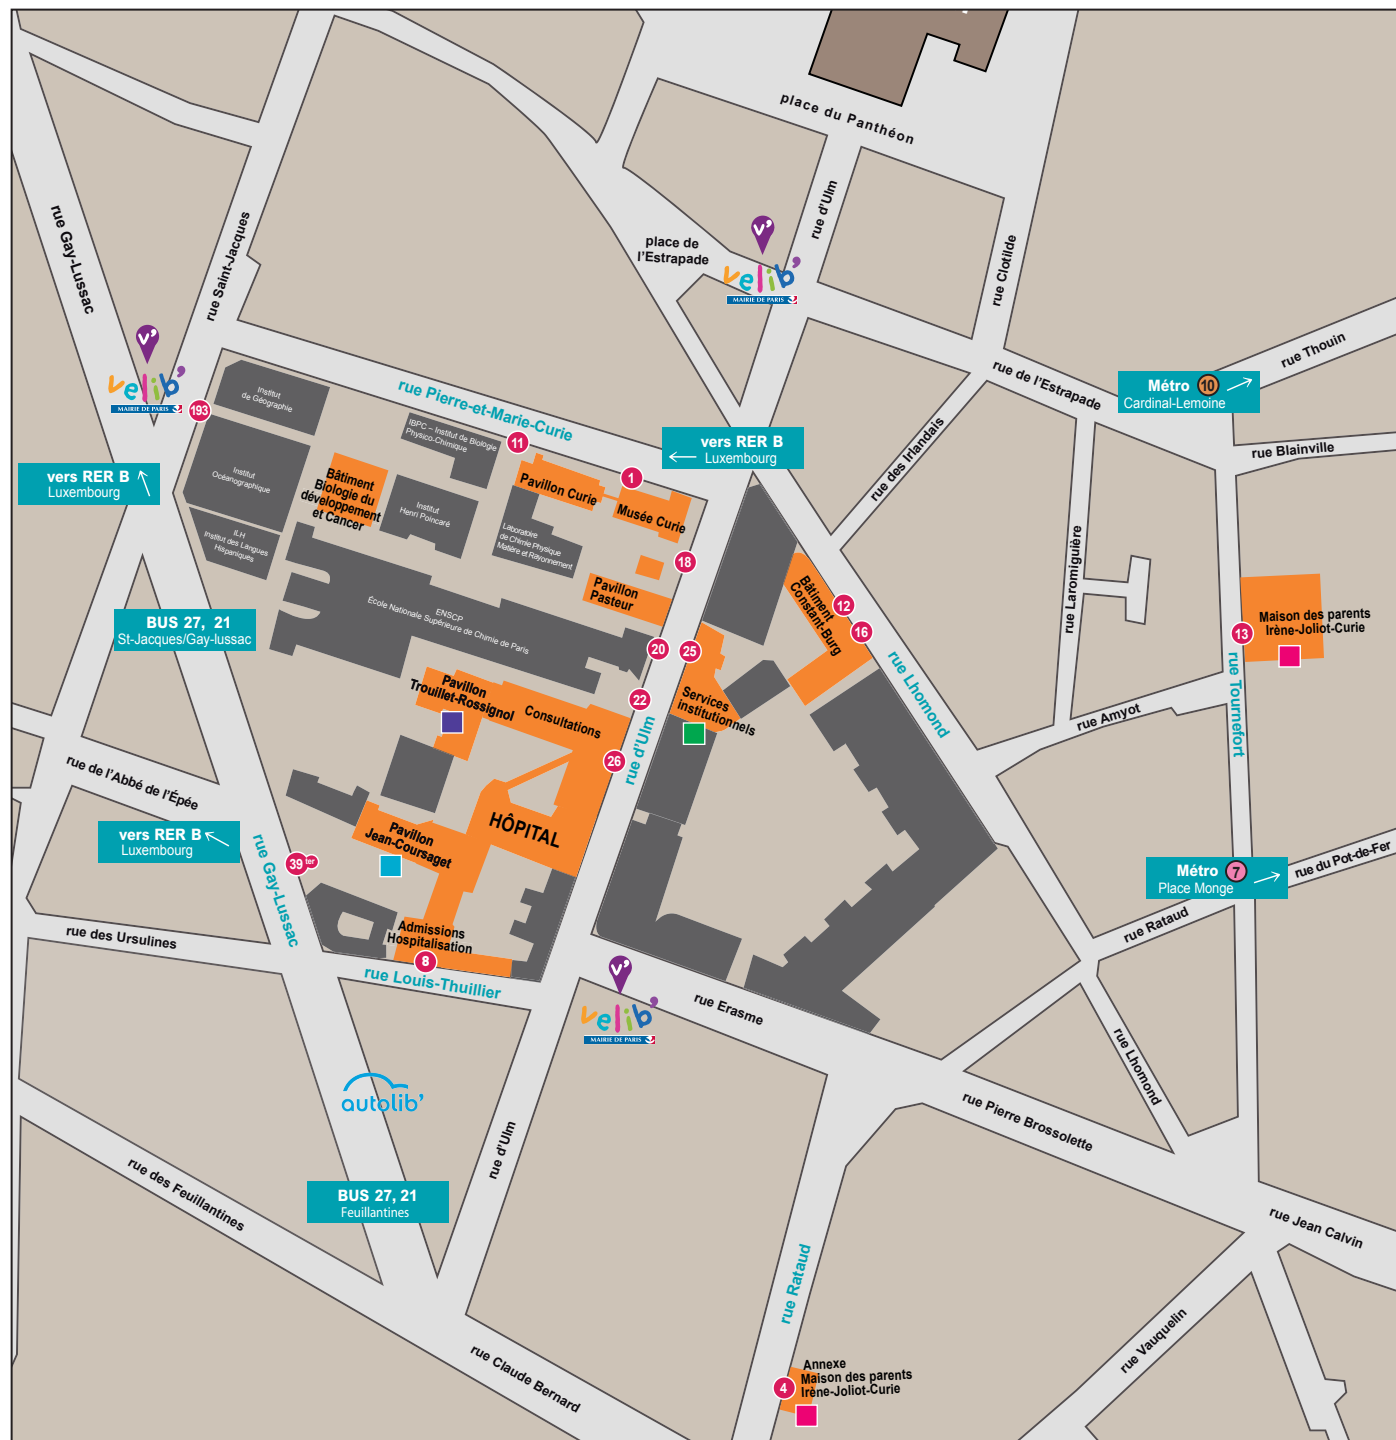 place du Panthéon
rue d'Ulm
rue Gay-Lussac
rue Saint-Jacques
place de
l'Estrapade
v'
velib'
MAIRIE DE PARIS
rue Clotilde
v'
velib'
MAIRIE DE PARIS
193
rue Thouin
rue de l'Estrapade
Métro 10
Cardinal-Lemoine
rue Pierre-et-Marie-Curie
Institut
de Géographie
IBPC – Institut de Biologie
Physico-Chimique
11
vers RER B
Luxembourg
rue des Irlandais
rue Blainville
vers RER B
Luxembourg
Institut
Océanographique
Bâtiment
Biologie du
développement
et Cancer
Institut
Henri Poincaré
Pavillon Curie
1
Musée Curie
ILH
Institut des Langues
Hispaniques
Laboratoire
de Chimie Physique
Matière et Rayonnement
18
Pavillon
Pasteur
Bâtiment
Constant-Burg
12
16
rue Laromiguière
Maison des parents
Irène-Joliot-Curie
13
BUS 27, 21
St-Jacques/Gay-lussac
ENSCP
École Nationale Supérieure de Chimie de Paris
20
25
rue Lhomond
rue Tournefort
Pavillon
Trouillet-Rossignol
Consultations
22
Services
institutionnels
rue Amyot
26
rue d'Ulm
rue de l'Abbé de l'Épée
vers RER B
Luxembourg
HÔPITAL
Pavillon
Jean-Coursaget
39 ter
rue Gay-Lussac
Métro 7
Place Monge
rue du Pot-de-Fer
rue des Ursulines
Admissions
Hospitalisation
8
rue Louis-Thuillier
rue Rataud
v'
velib'
MAIRIE DE PARIS
rue Erasme
rue Lhomond
autolib'
rue Pierre Brossolette
rue d'Ulm
rue des Feuillantines
BUS 27, 21
Feuillantines
rue Jean Calvin
rue Rataud
rue Vauquelin
rue Claude Bernard
4
Annexe
Maison des parents
Irène-Joliot-Curie